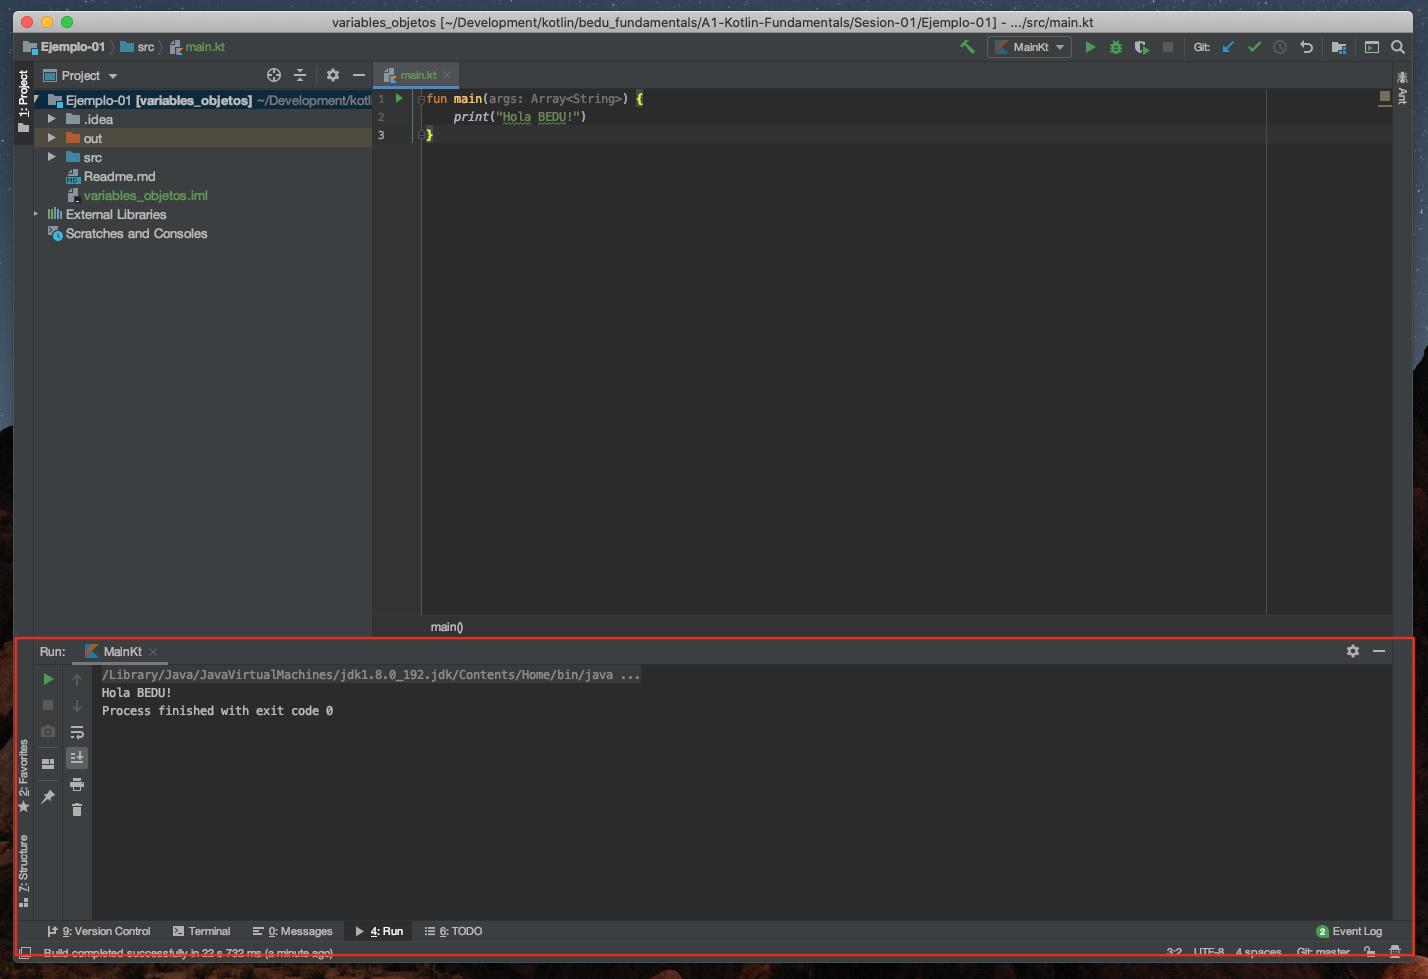 variables_objetos [~/Development/kotlin/bedu_fundamentals/A1-Kotlin-Fundamentals/Sesion-01/Ejemplo-01] - .../src/main.kt
Ejemplo-01 src main.kt
MainKt Git:
Project
main.kt
1: Project
Ant
Ejemplo-01 [variables_objetos] ~/Development/kotl
.idea
out
src
Readme.md
variables_objetos.iml
External Libraries
Scratches and Consoles
1 fun main(args: Array<String>) {
2 print("Hola BEDU!")
3 }
main()
Run: MainKt
/Library/Java/JavaVirtualMachines/jdk1.8.0_192.jdk/Contents/Home/bin/java ...
Hola BEDU!
Process finished with exit code 0
2: Favorites
7: Structure
9: Version Control Terminal 0: Messages 4: Run 6: TODO 2 Event Log
Build completed successfully in 22 s 732 ms (a minute ago) 3:2 UTF-8 4 spaces Git: master